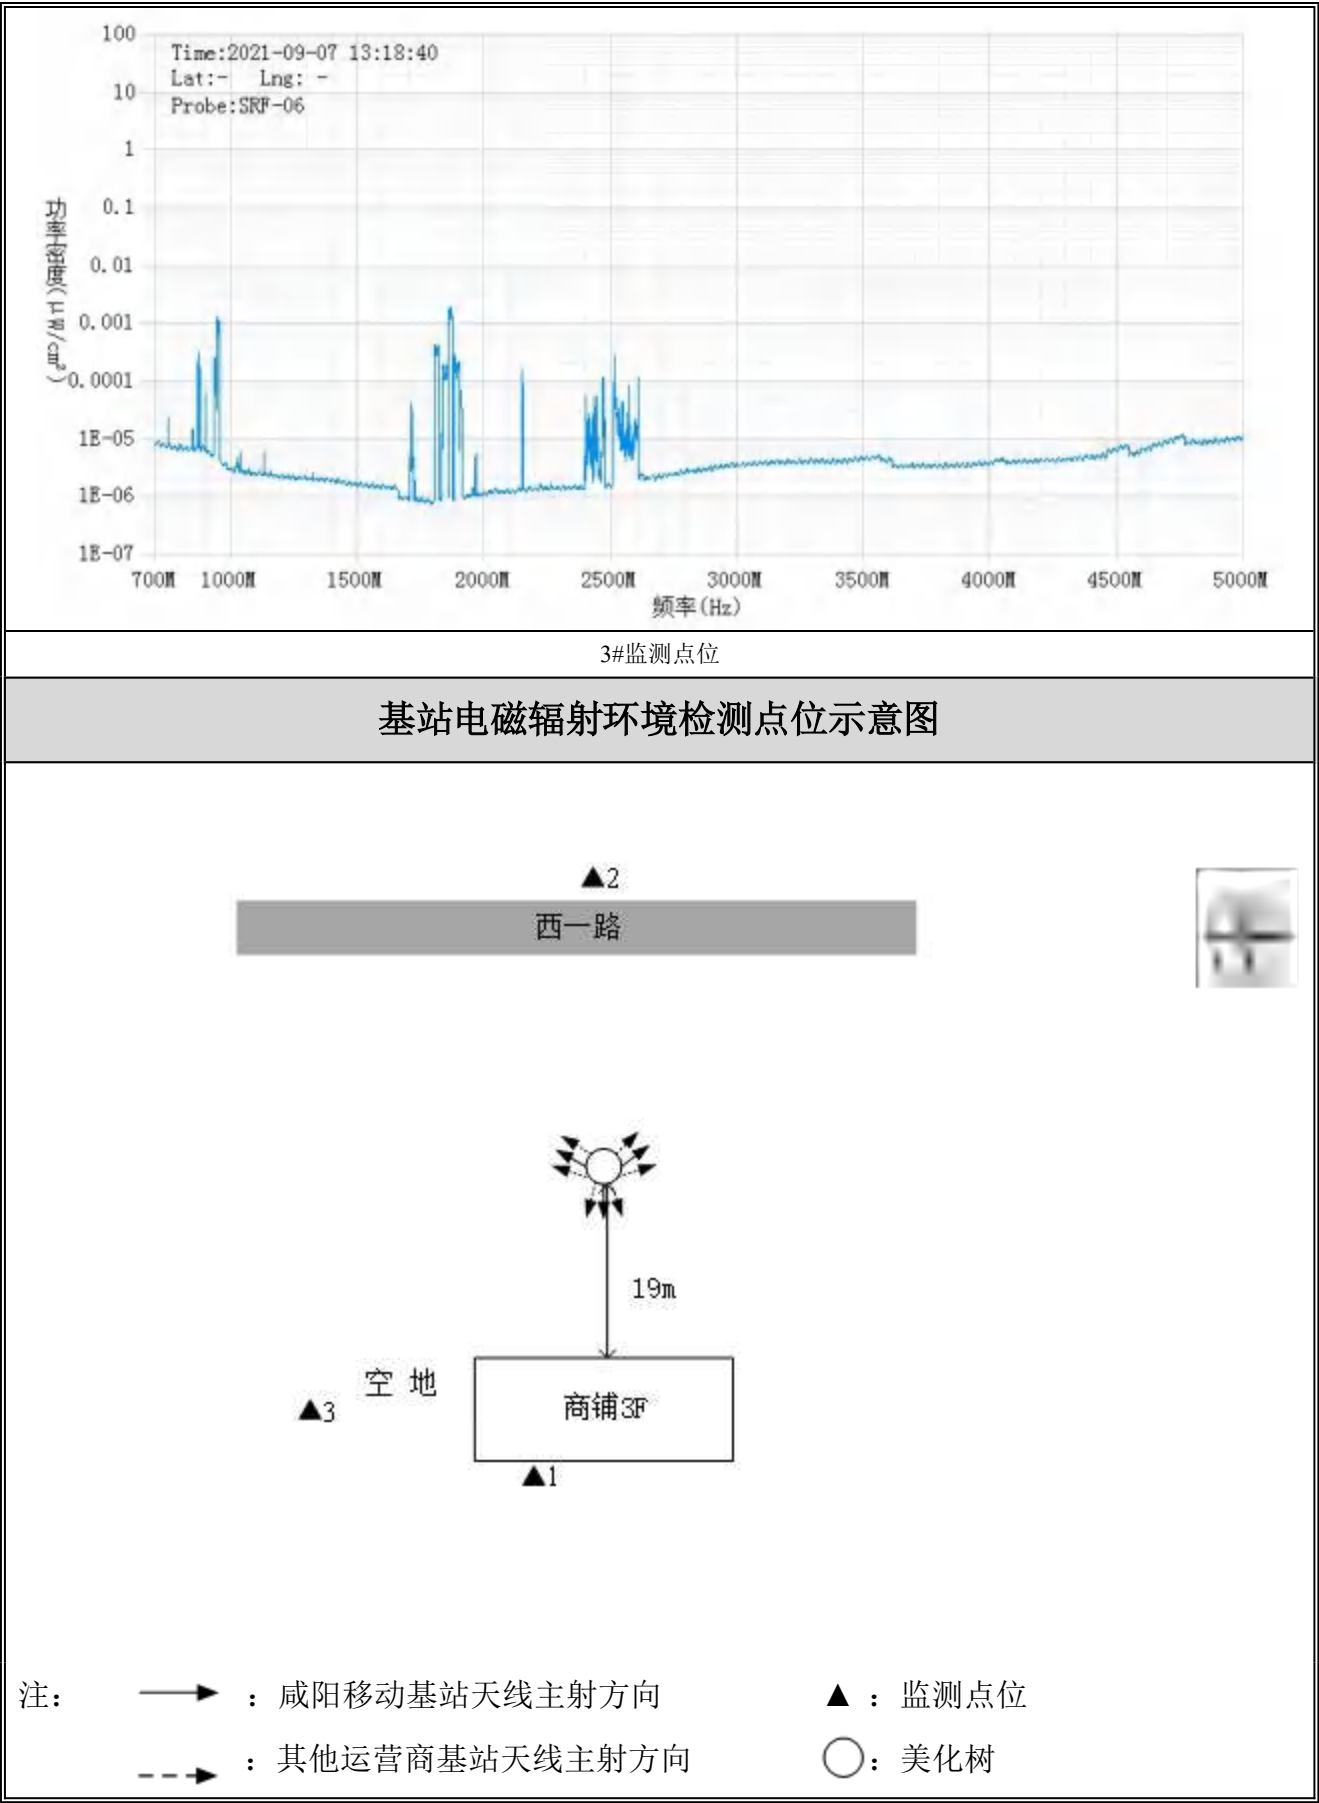 100
Time:2021-09-07 13:18:40
Lat:- Lng: -
10
Probe:SRF-06
1
0.1
0.01
0.001
0.0001
1E-05
1E-06
1E-07
功率密度(μW/cm²)
700M 1000M 1500M 2000M 2500M 3000M 3500M 4000M 4500M 5000M
频率(Hz)
3#监测点位
基站电磁辐射环境检测点位示意图
▲2
西一路
19m
空 地
▲3
商铺3F
▲1
注： ：咸阳移动基站天线主射方向 ▲ ：监测点位
：其他运营商基站天线主射方向 ：美化树